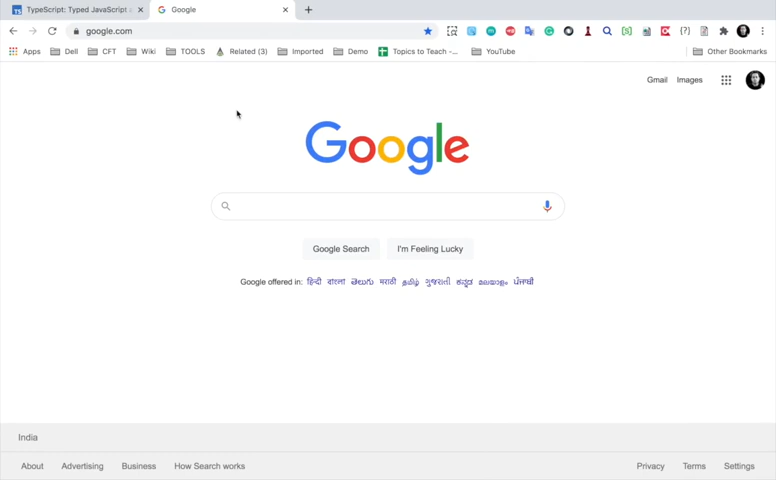 TypeScript: Typed JavaScript a
Google
google.com
Apps Dell CFT Wiki TOOLS Related (3) Imported Demo Topics to Teach -... YouTube Other Bookmarks
Gmail Images
Google
Google Search I'm Feeling Lucky
Google offered in: हिन्दी বাংলা తెలుగు मराठी தமிழ் ગુજરાતી ಕನ್ನಡ മലയാളം ਪੰਜਾਬੀ
India
About Advertising Business How Search works Privacy Terms Settings